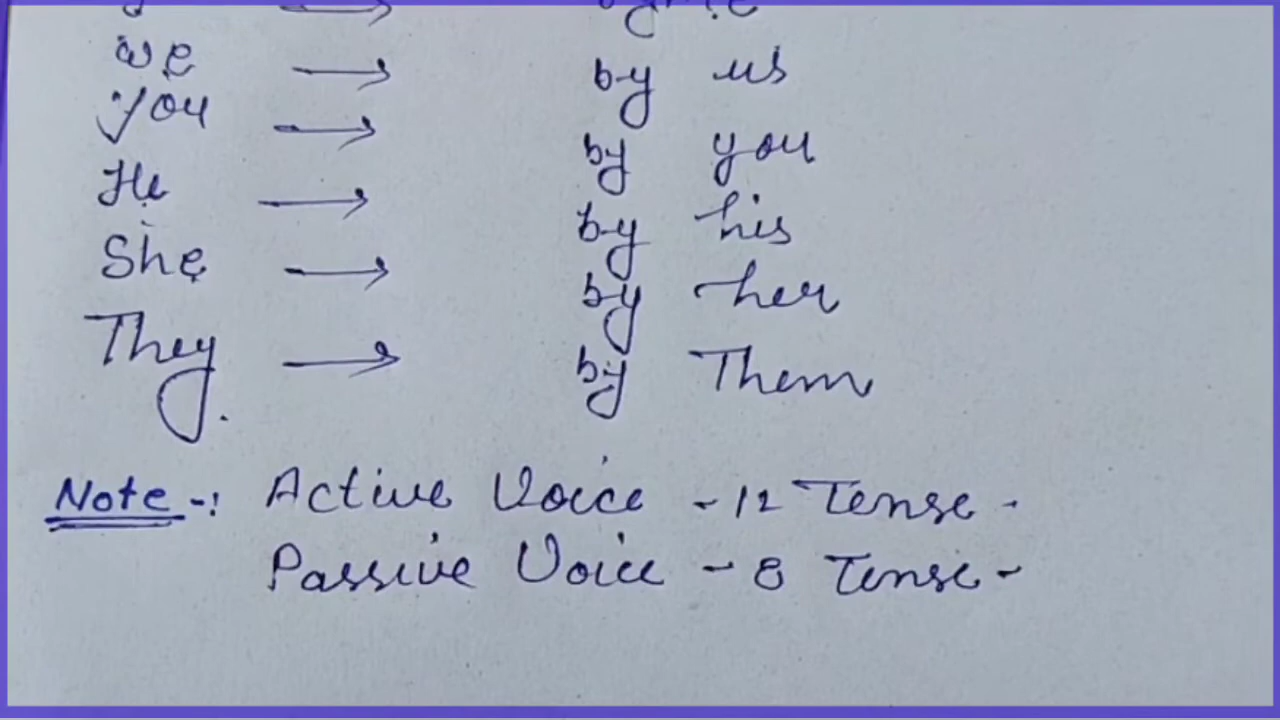 we → by us
you → by you
He → by his
She → by her
They → by Them
Note -: Active Voice - 12 Tense -
Passive Voice - 8 Tense -